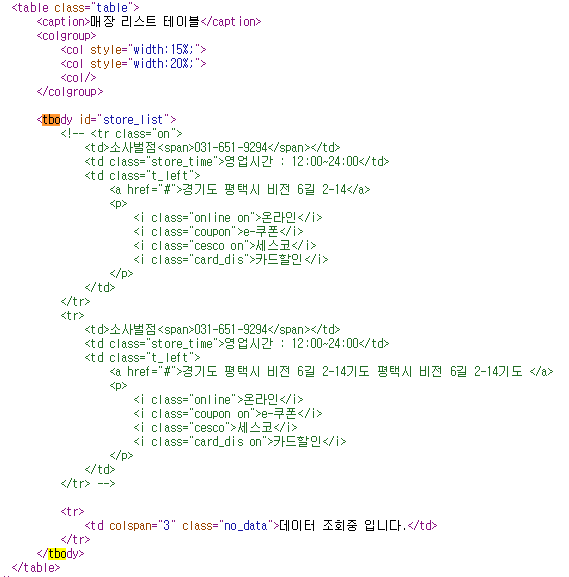 <table class="table">
<caption>매장 리스트 테이블</caption>
<colgroup>
<col style="width:15%;">
<col style="width:20%;">
<col/>
</colgroup>
<tbody id="store_list">
<!-- <tr class="on">
<td>소사벌점<span>031-651-9294</span></td>
<td class="store_time">영업시간 : 12:00~24:00</td>
<td class="t_left">
<a href="#">경기도 평택시 비전 6길 2-14</a>
<p>
<i class="online on">온라인</i>
<i class="coupon">e-쿠폰</i>
<i class="cesco on">세스코</i>
<i class="card_dis">카드할인</i>
</p>
</td>
</tr>
<tr>
<td>소사벌점<span>031-651-9294</span></td>
<td class="store_time">영업시간 : 12:00~24:00</td>
<td class="t_left">
<a href="#">경기도 평택시 비전 6길 2-14기도 평택시 비전 6길 2-14기도 </a>
<p>
<i class="online">온라인</i>
<i class="coupon on">e-쿠폰</i>
<i class="cesco">세스코</i>
<i class="card_dis on">카드할인</i>
</p>
</td>
</tr> -->
<tr>
<td colspan="3" class="no_data">데이터 조회중 입니다.</td>
</tr>
</tbody>
</table>